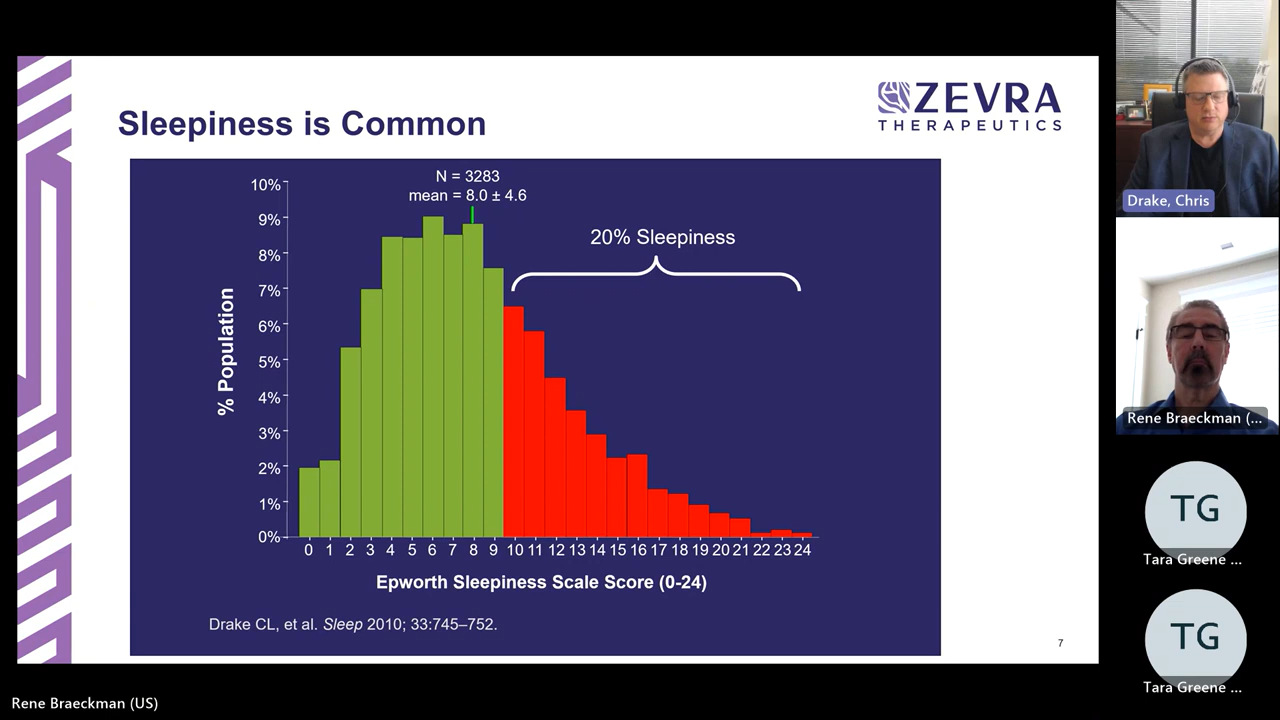 Sleepiness is Common
ZEVRA
THERAPEUTICS
N = 3283
mean = 8.0 ± 4.6
20% Sleepiness
% Population
10%
9%
8%
7%
6%
5%
4%
3%
2%
1%
0%
0 1 2 3 4 5 6 7 8 9 10 11 12 13 14 15 16 17 18 19 20 21 22 23 24
Epworth Sleepiness Scale Score (0-24)
Drake CL, et al. Sleep 2010; 33:745–752.
7
Drake, Chris
Rene Braeckman (...
TG
Tara Greene ...
TG
Tara Greene ...
Rene Braeckman (US)